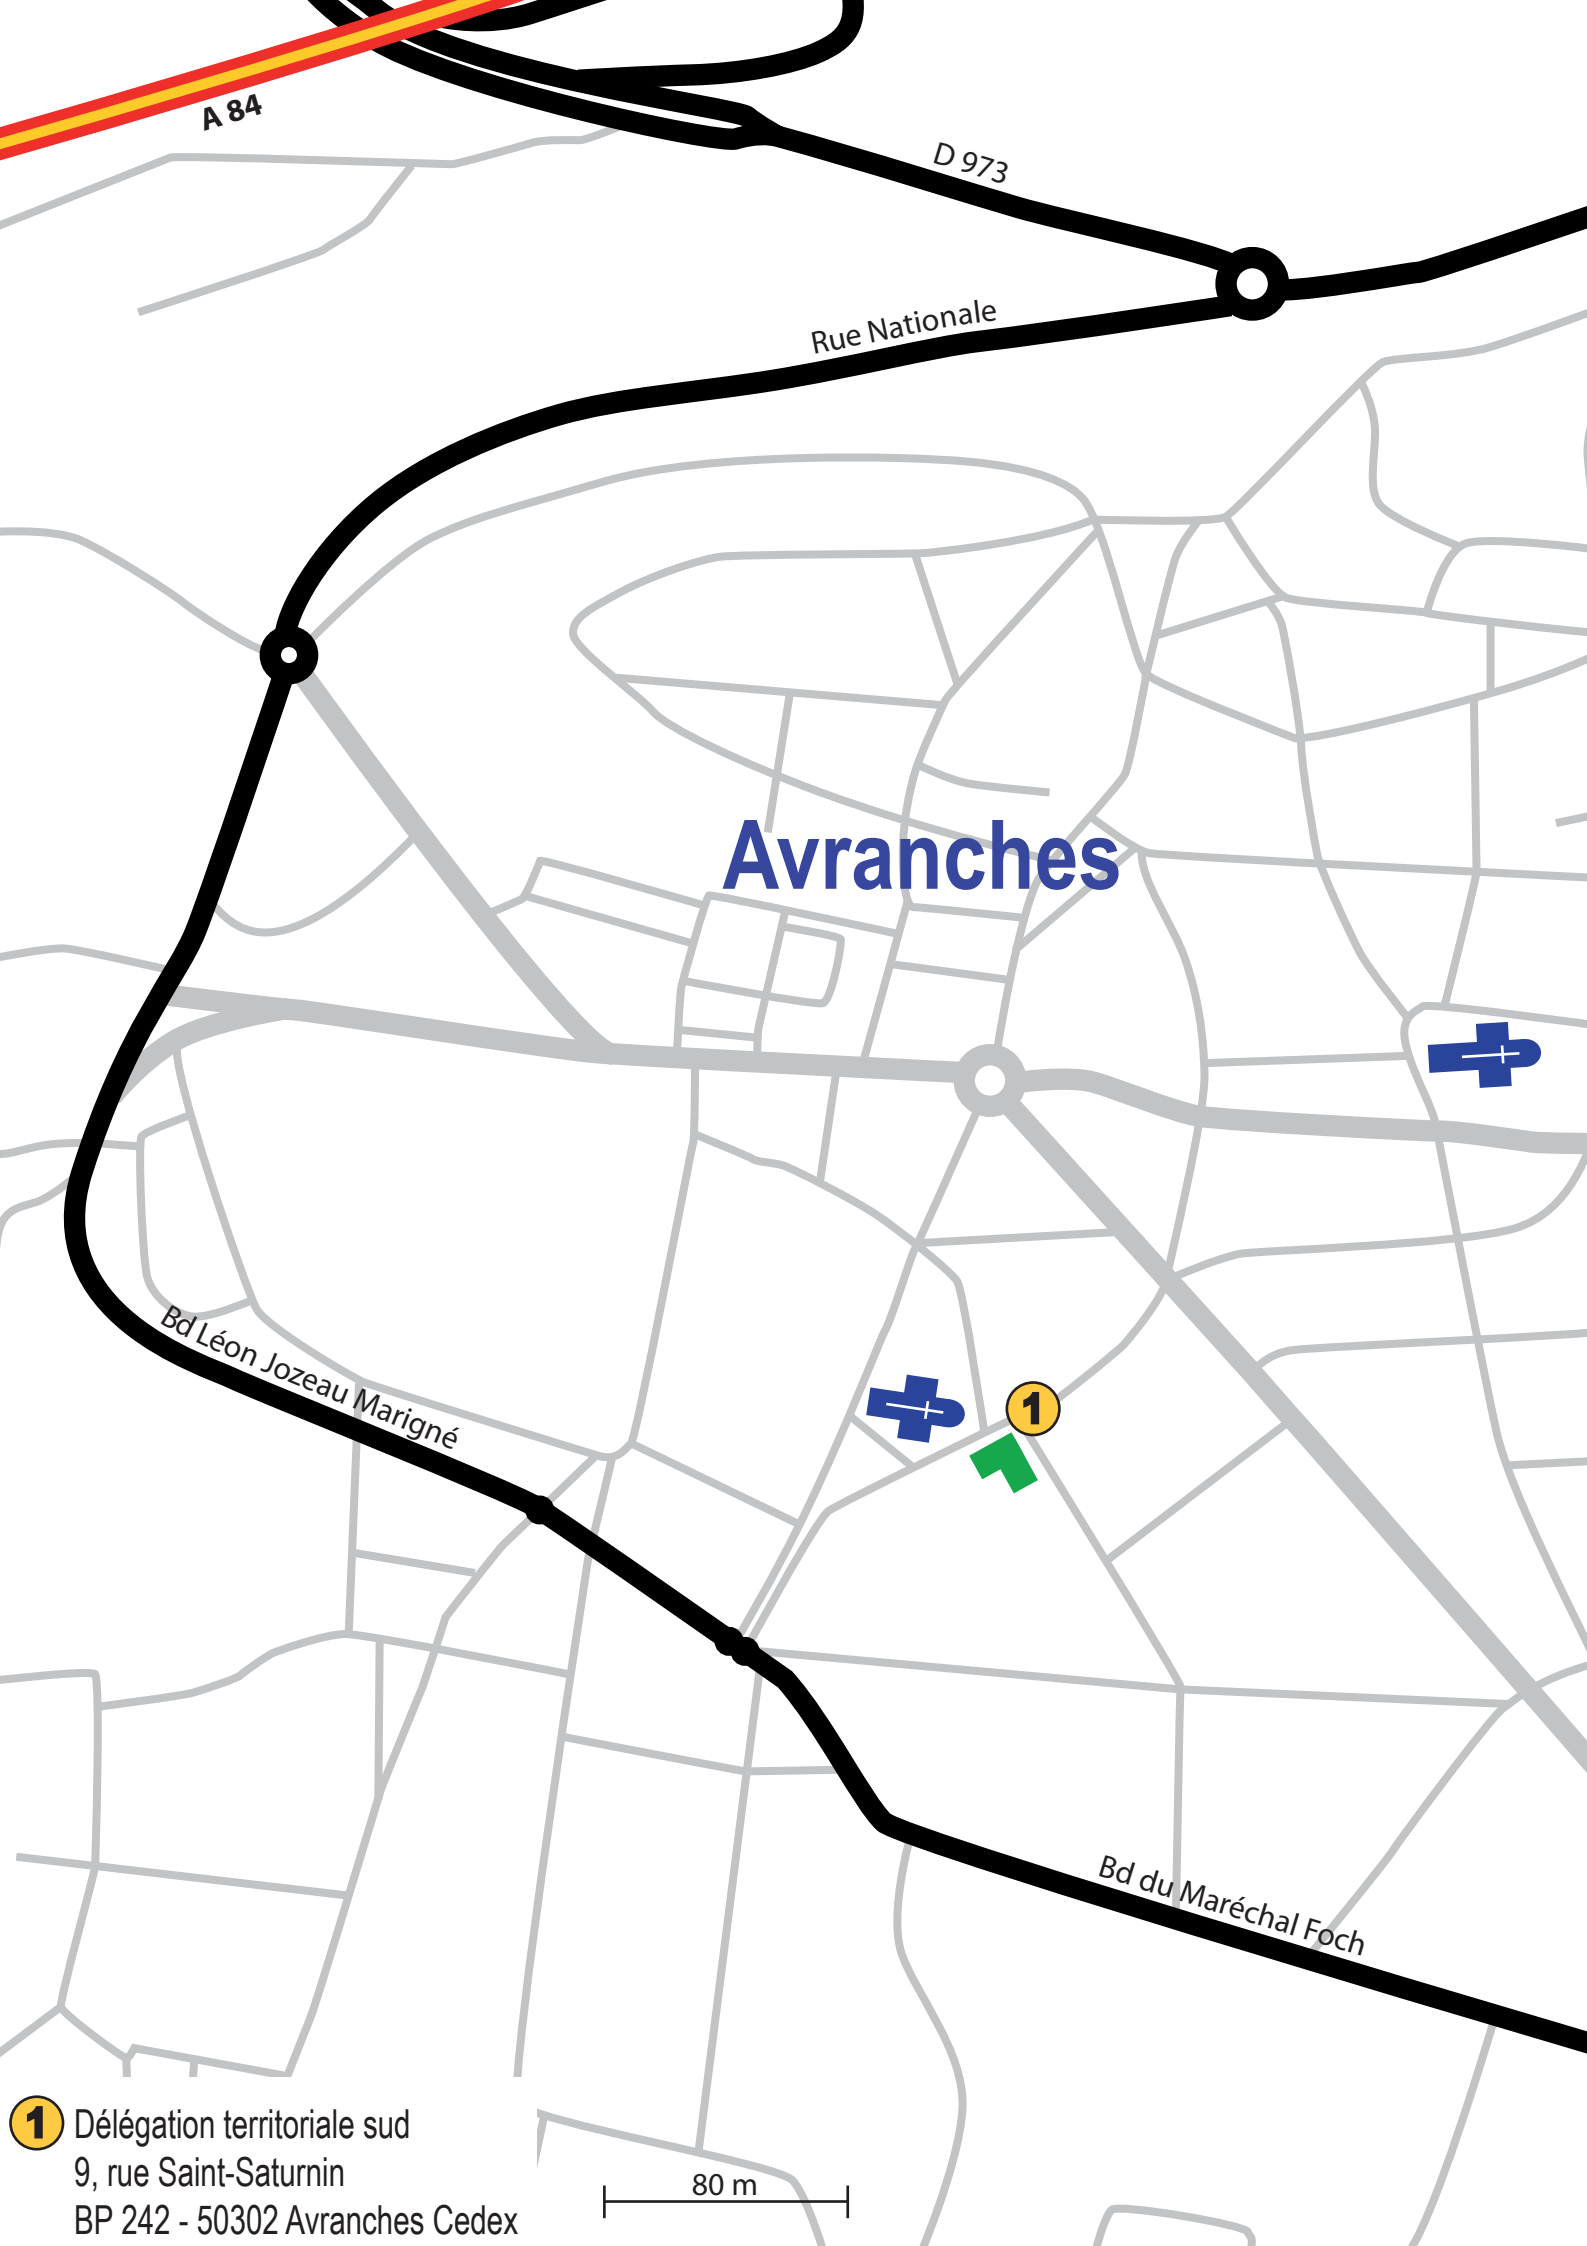 A 84
D 973
Rue Nationale
Avranches
Bd Léon Jozeau Marigné
1
Bd du Maréchal Foch
1 Délégation territoriale sud
9, rue Saint-Saturnin
BP 242 - 50302 Avranches Cedex
80 m